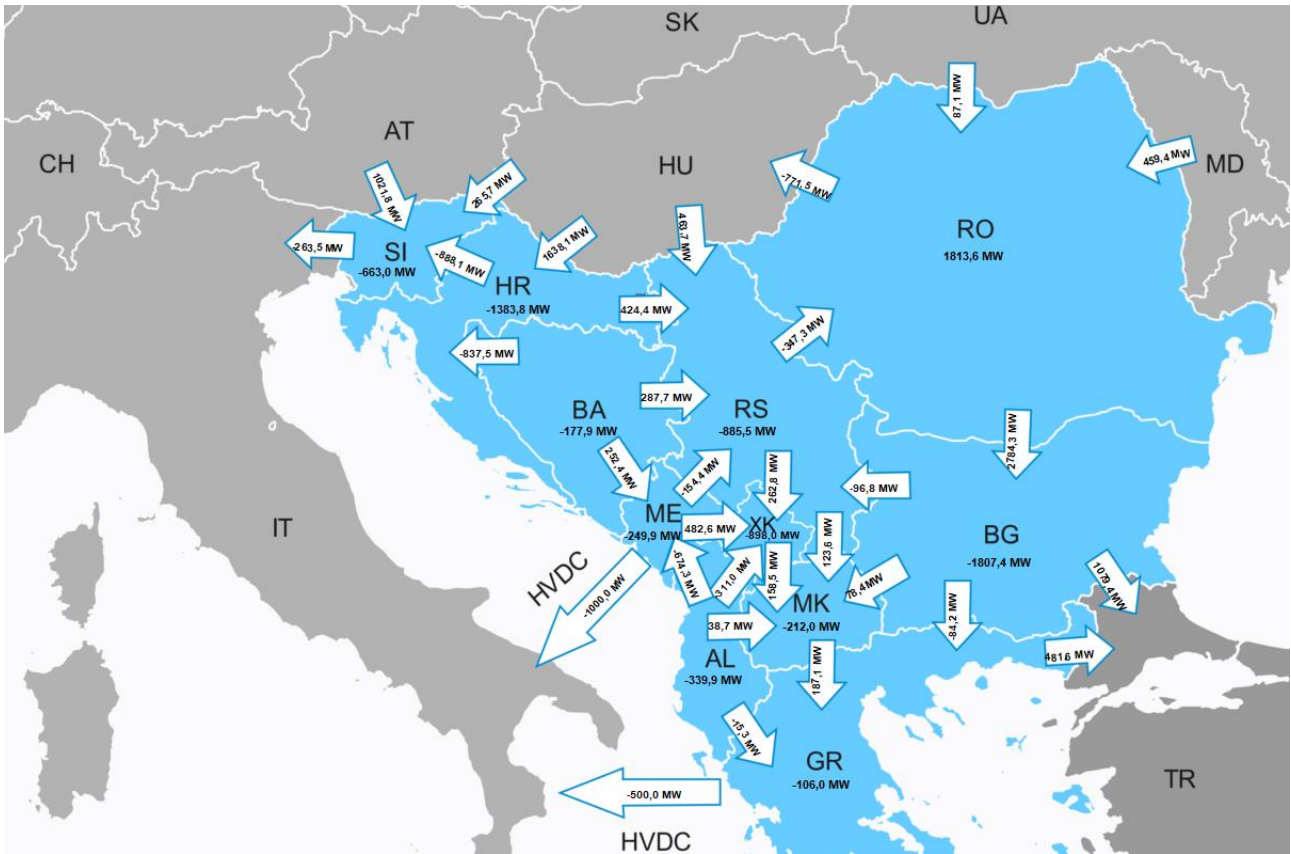 SK
UA
AT
CH
HU
MD
RO
1813,6 MW
87,1 MW
459,4 MW
-771,5 MW
1021,8 MW
265,7 MW
1638,1 MW
463,7 MW
-263,5 MW
SI
-663,0 MW
-888,1 MW
HR
-1383,8 MW
424,4 MW
-347,3 MW
-837,5 MW
BA
-177,9 MW
287,7 MW
RS
-885,5 MW
2784,3 MW
252,4 MW
-154,4 MW
262,8 MW
-96,8 MW
IT
ME
-249,9 MW
482,6 MW
XK
-898,0 MW
123,6 MW
BG
-1807,4 MW
HVDC
-1000,0 MW
-674,3 MW
-311,0 MW
158,5 MW
78,4 MW
MK
-212,0 MW
-84,2 MW
1079,4 MW
38,7 MW
AL
-339,9 MW
187,1 MW
481,6 MW
-15,3 MW
GR
-106,0 MW
TR
-500,0 MW
HVDC